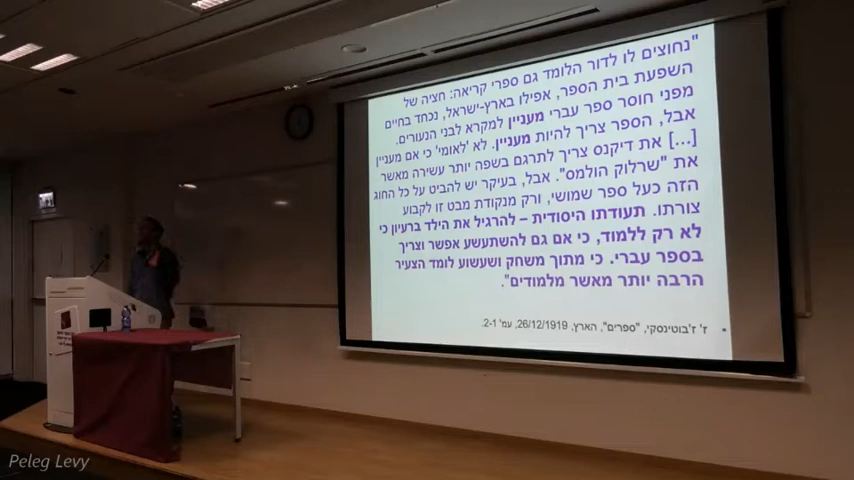 "נחוצים לו לדור הלומד גם ספרי קריאה: חציה של
השפעת בית הספר, אפילו בארץ-ישראל, נכחד בחיים
מפני חוסר ספר עברי מעניין למקרא לבני הנעורים.
אבל, הספר צריך להיות מעניין. לא 'לאומי' כי אם מעניין
[...] את דיקנס צריך לתרגם בשפה יותר עשירה מאשר
את "שרלוק הולמס". אבל, בעיקר יש להביט על כל החוג
הזה כעל ספר שמושי, ורק מנקודת מבט זו לקבוע
צורתו. תעודתו היסודית – להרגיל את הילד ברעיון כי
לא רק ללמוד, כי אם גם להשתעשע אפשר וצריך
בספר עברי. כי מתוך משחק ושעשוע לומד הצעיר
הרבה יותר מאשר מלמודים".
ז' ז'בוטינסקי, "ספרים", הארץ, 26/12/1919, עמ' 1-2.
Peleg Levy